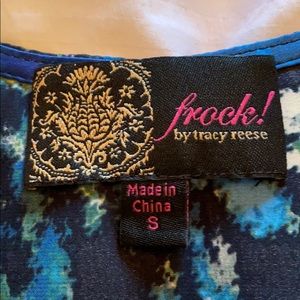 frock!
by tracy reese
Made in
China
S